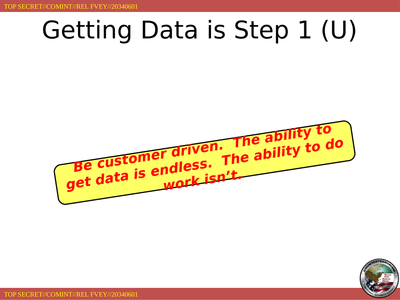 TOP SECRET//COMINT//REL FVEY//20340601
Getting Data is Step 1 (U)
Be customer driven.  The ability to
get data is endless.  The ability to do
work isn't.
TOP SECRET//COMINT//REL FVEY//20340601